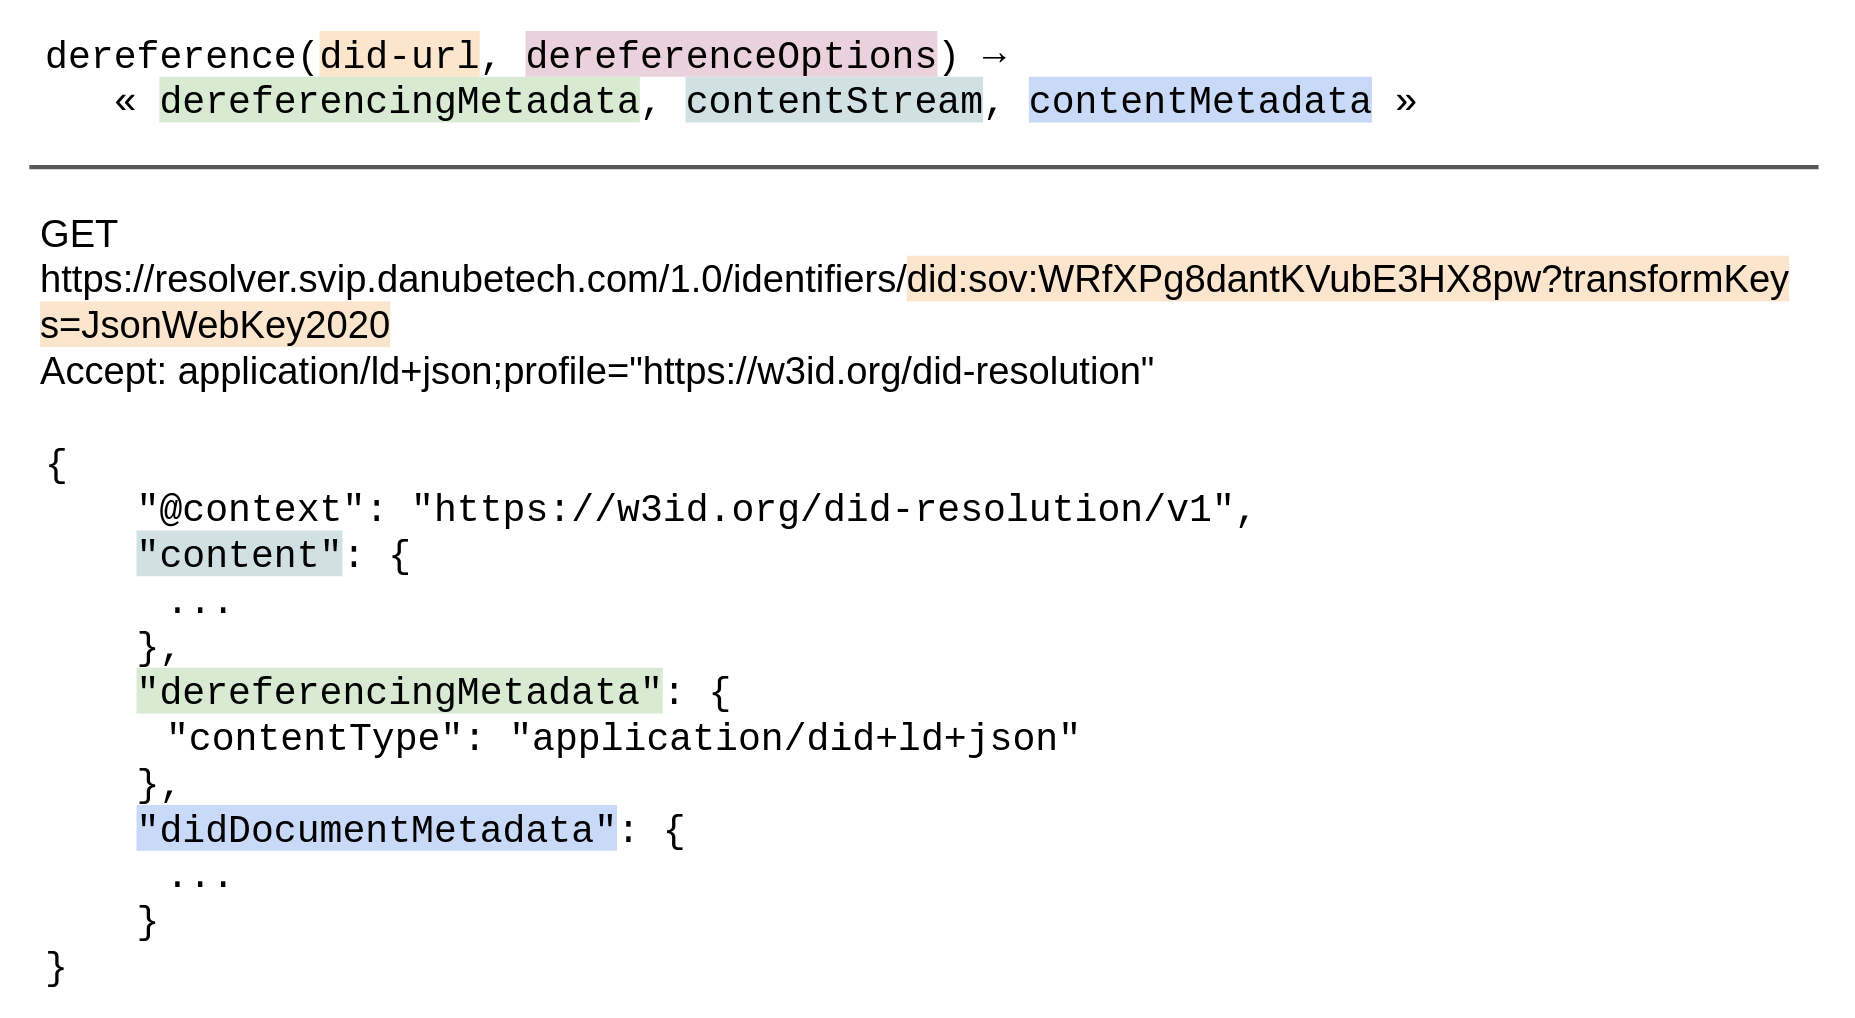 dereference(did-url, dereferenceOptions) →
« dereferencingMetadata, contentStream, contentMetadata »
GET
https://resolver.svip.danubetech.com/1.0/identifiers/did:sov:WRfXPg8dantKVubE3HX8pw?transformKey
s=JsonWebKey2020
Accept: application/ld+json;profile="https://w3id.org/did-resolution"
{
"@context": "https://w3id.org/did-resolution/v1",
"content": {
...
},
"dereferencingMetadata": {
"contentType": "application/did+ld+json"
},
"didDocumentMetadata": {
...
}
}